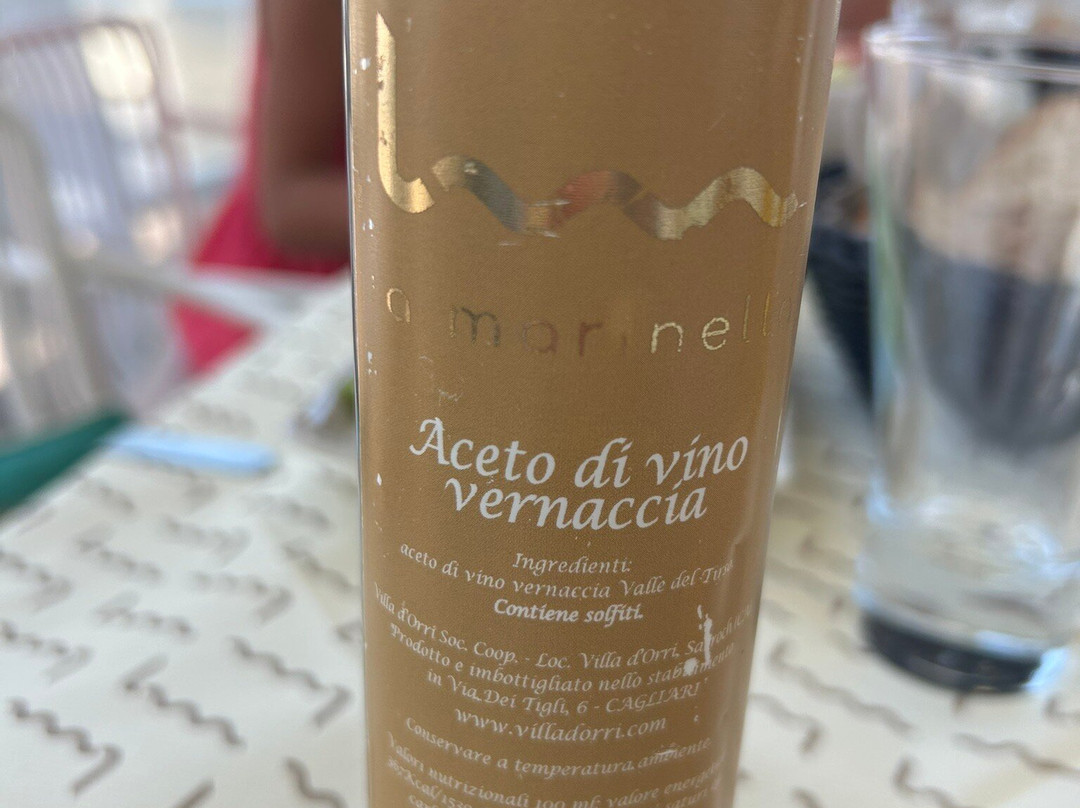 la marinella
Aceto di vino
vernaccia
Ingredienti:
aceto di vino vernaccia Valle del Tirso.
Contiene solfiti.
Villa d'Orri Soc. Coop. - Loc. Villa d'Orri, Sarroch
Prodotto e imbottigliato nello stabilimento
in Via Dei Tigli, 6 - CAGLIARI
www.villadorri.com
Conservare a temperatura ambiente.
Valori nutrizionali 100 ml: valore